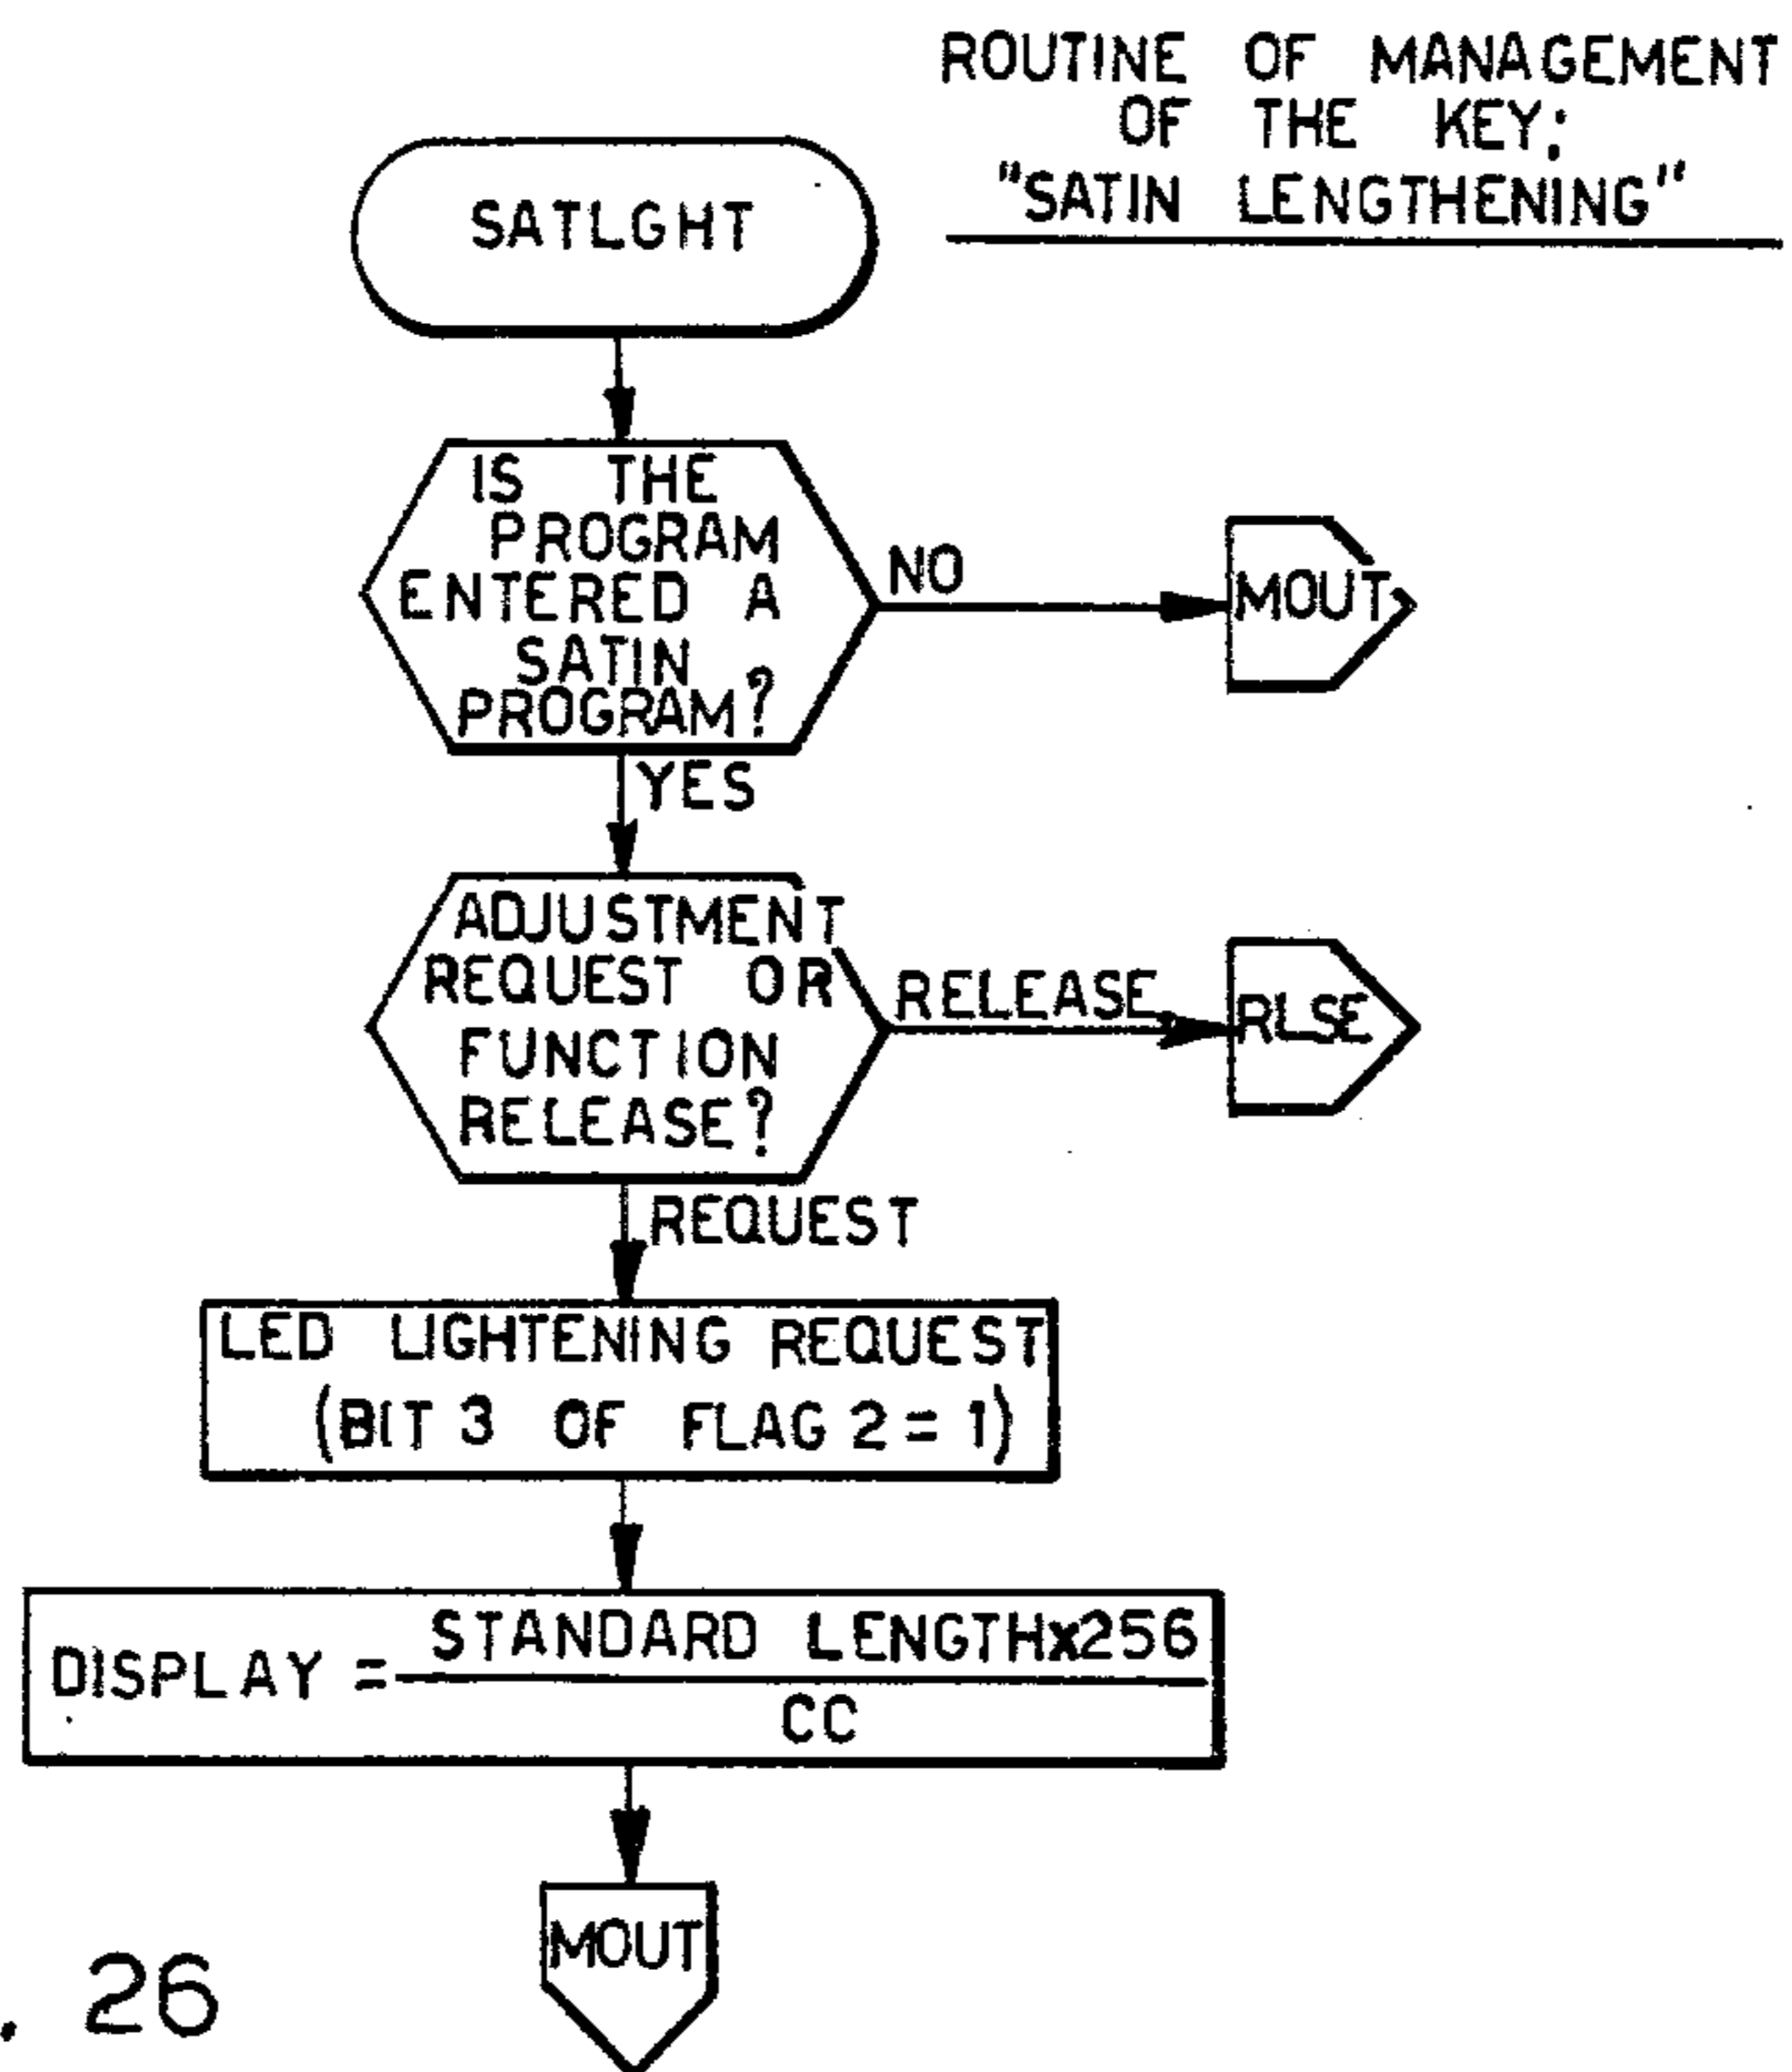 ROUTINE OF MANAGEMENT
OF THE KEY:
"SATIN LENGTHENING"
SATLGHT
IS THE
PROGRAM
ENTERED A
SATIN
PROGRAM?
NO
MOUT
YES
ADJUSTMENT
REQUEST OR
FUNCTION
RELEASE?
RELEASE
RLSE
REQUEST
LED LIGHTENING REQUEST
(BIT 3 OF FLAG 2 = 1)
DISPLAY = STANDARD LENGTHx256
CC
MOUT
. 26